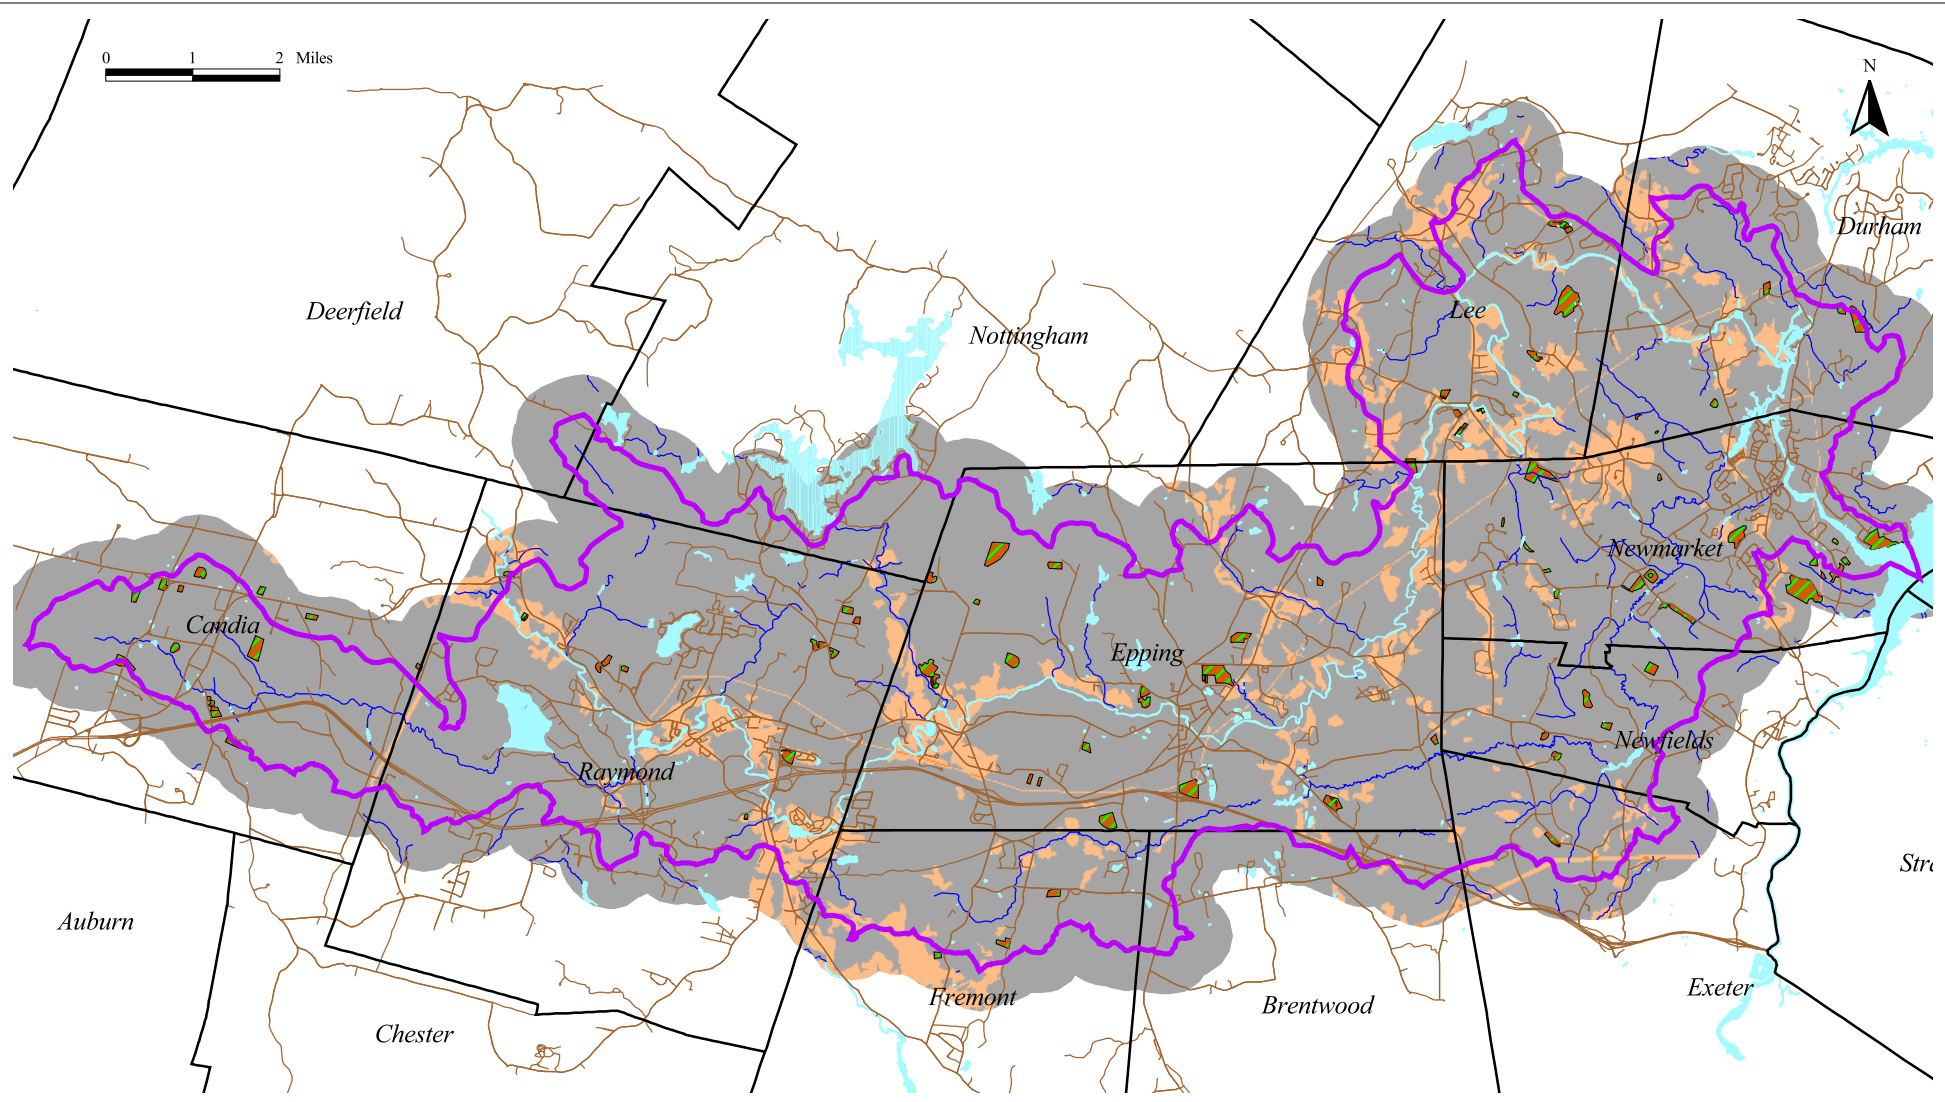 0 1 2 Miles
N
Durham
Deerfield
Lee
Nottingham
Newmarket
Candia
Epping
Newfields
Raymond
Auburn
Exeter
Fremont
Brentwood
Chester